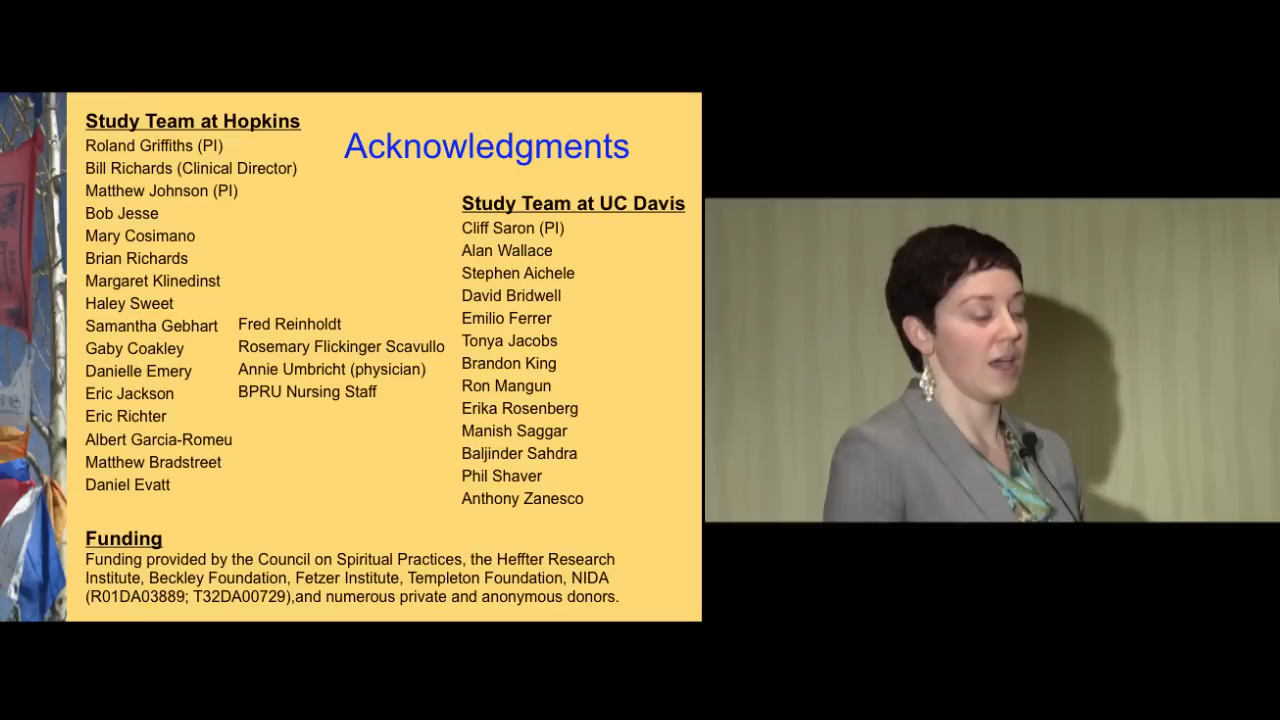 Study Team at Hopkins
Roland Griffiths (PI)
Bill Richards (Clinical Director)
Matthew Johnson (PI)
Bob Jesse
Mary Cosimano
Brian Richards
Margaret Klinedinst
Haley Sweet
Samantha Gebhart
Gaby Coakley
Danielle Emery
Eric Jackson
Eric Richter
Albert Garcia-Romeu
Matthew Bradstreet
Daniel Evatt
Fred Reinholdt
Rosemary Flickinger Scavullo
Annie Umbricht (physician)
BPRU Nursing Staff
Acknowledgments
Study Team at UC Davis
Cliff Saron (PI)
Alan Wallace
Stephen Aichele
David Bridwell
Emilio Ferrer
Tonya Jacobs
Brandon King
Ron Mangun
Erika Rosenberg
Manish Saggar
Baljinder Sahdra
Phil Shaver
Anthony Zanesco
Funding
Funding provided by the Council on Spiritual Practices, the Heffter Research
Institute, Beckley Foundation, Fetzer Institute, Templeton Foundation, NIDA
(R01DA03889; T32DA00729),and numerous private and anonymous donors.